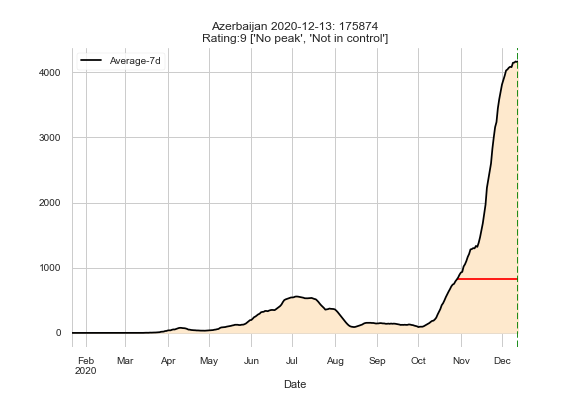 Azerbaijan 2020-12-13: 175874
Rating:9 ['No peak', 'Not in control']
Average-7d
4000
3000
2000
1000
0
Feb Mar Apr May Jun Jul Aug Sep Oct Nov Dec
2020
Date